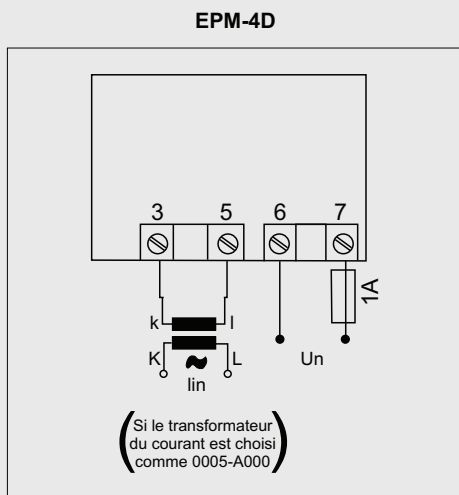 EPM-4D
3 5 6 7
1A
k l
K L
Un
Iin
Si le transformateur
du courant est choisi
comme 0005-A000